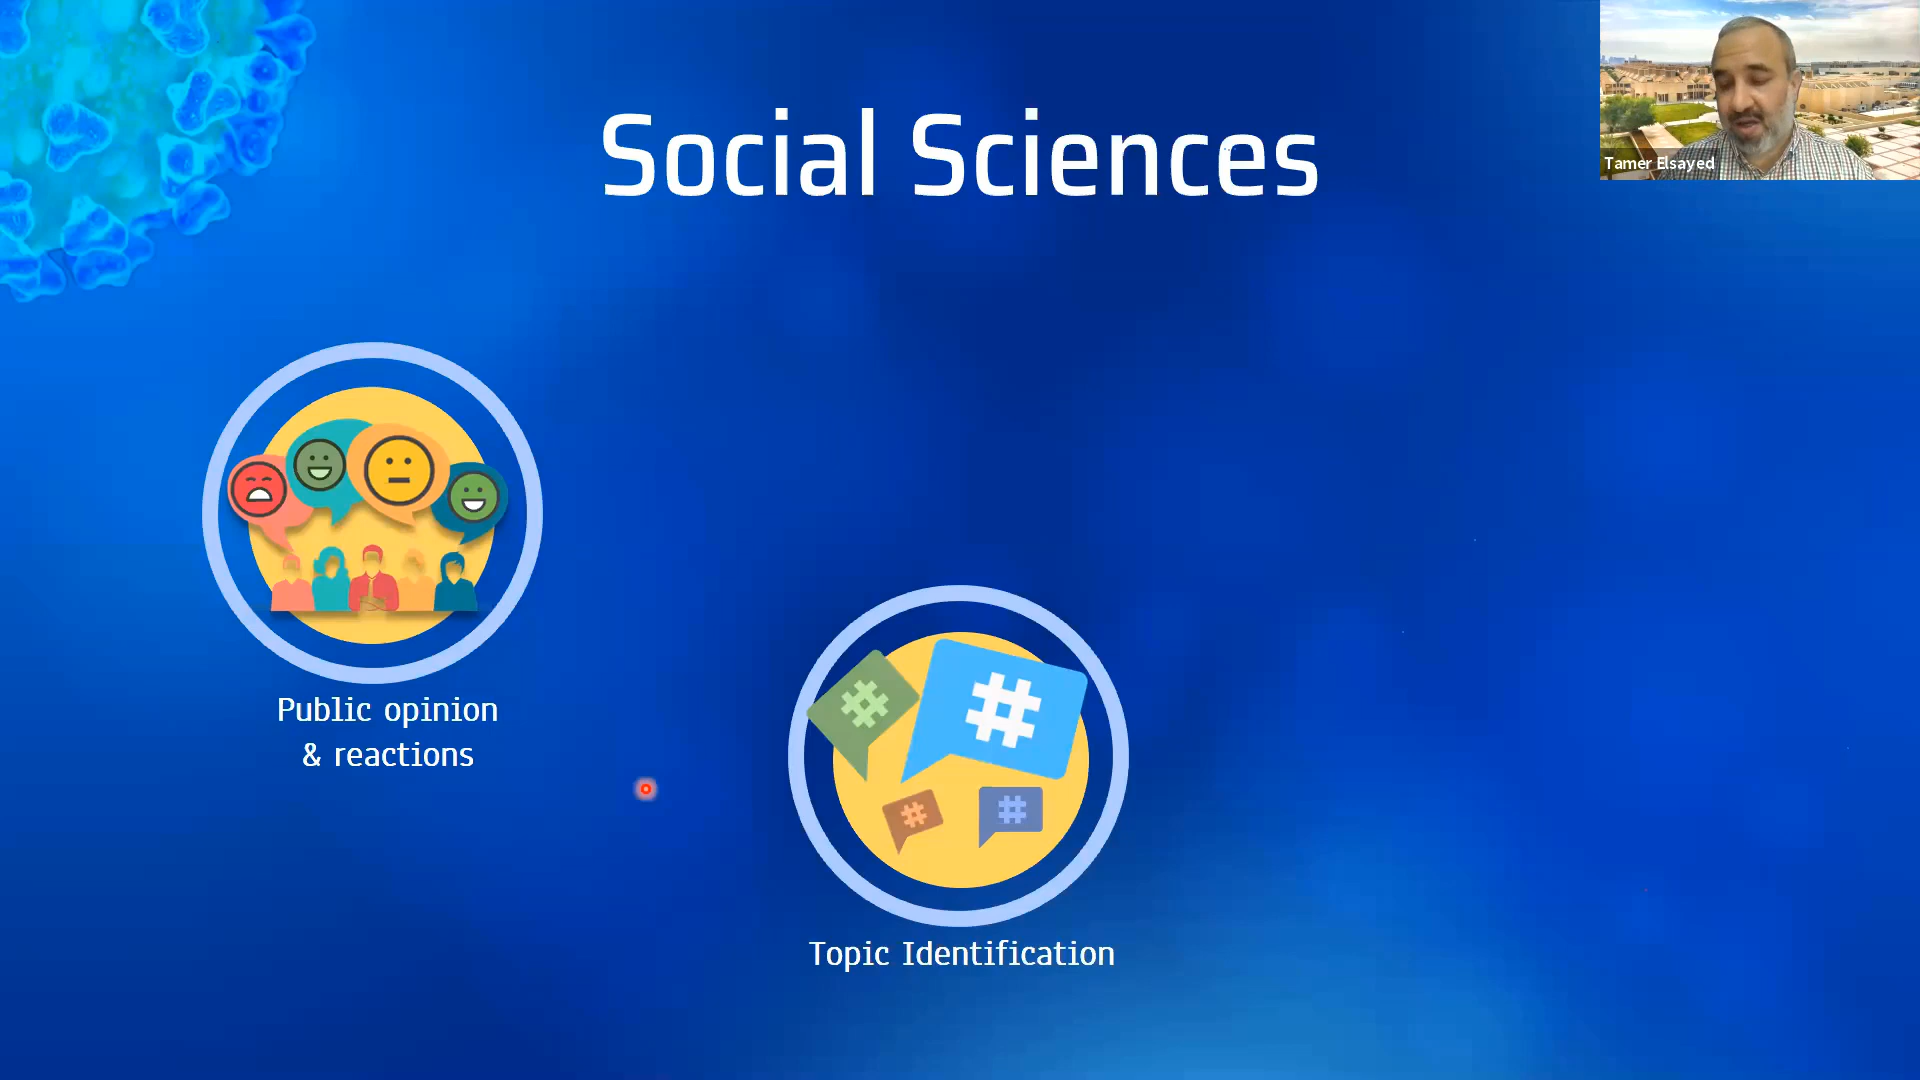 Social Sciences
Tamer Elsayed
Public opinion
& reactions
#
#
#
#
Topic Identification